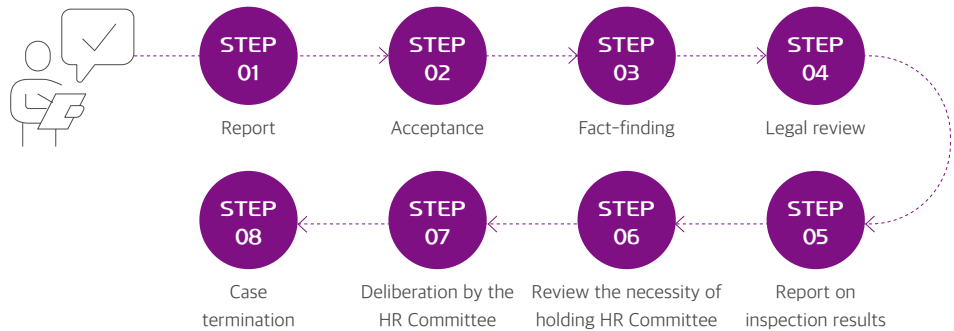 STEP
01
Report
STEP
02
Acceptance
STEP
03
Fact-finding
STEP
04
Legal review
STEP
05
Report on
inspection results
STEP
06
Review the necessity of
holding HR Committee
STEP
07
Deliberation by the
HR Committee
STEP
08
Case
termination